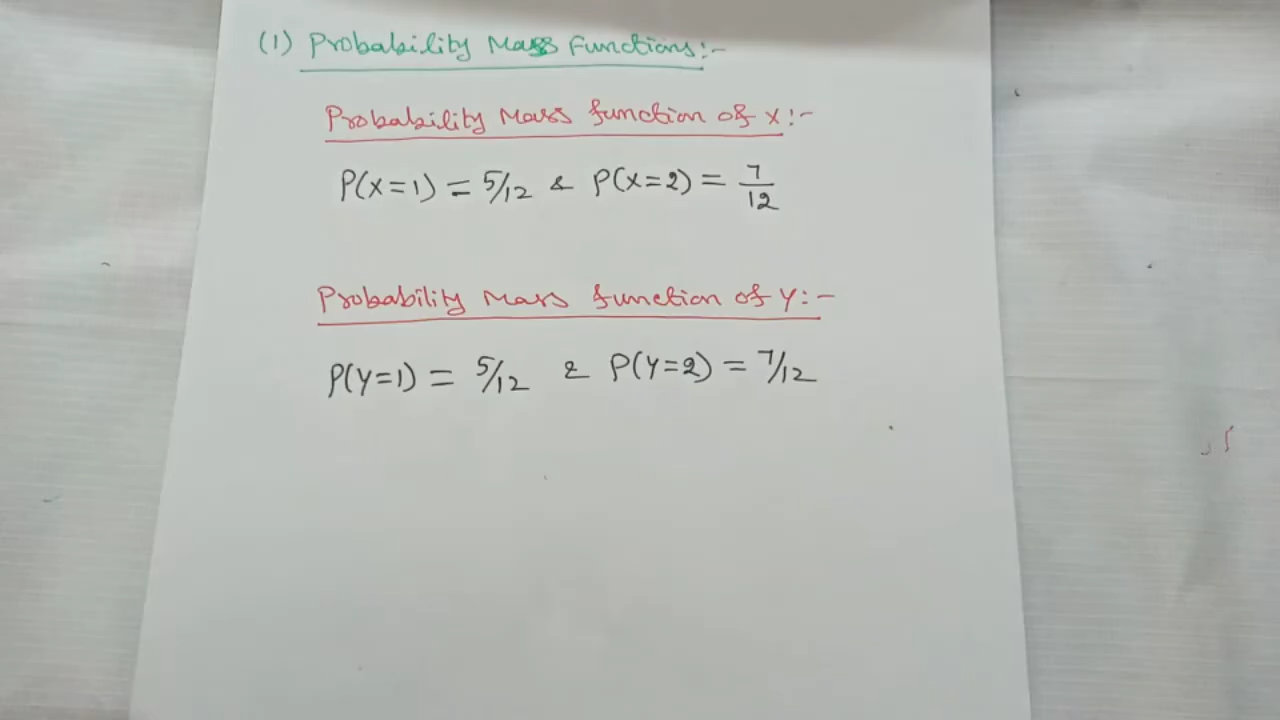 (1) Probability Mass Functions:-
Probability Mass function of X:-
P(X=1) = 5/12 & P(X=2) = 7/12
Probability Mass function of Y:-
P(Y=1) = 5/12 & P(Y=2) = 7/12